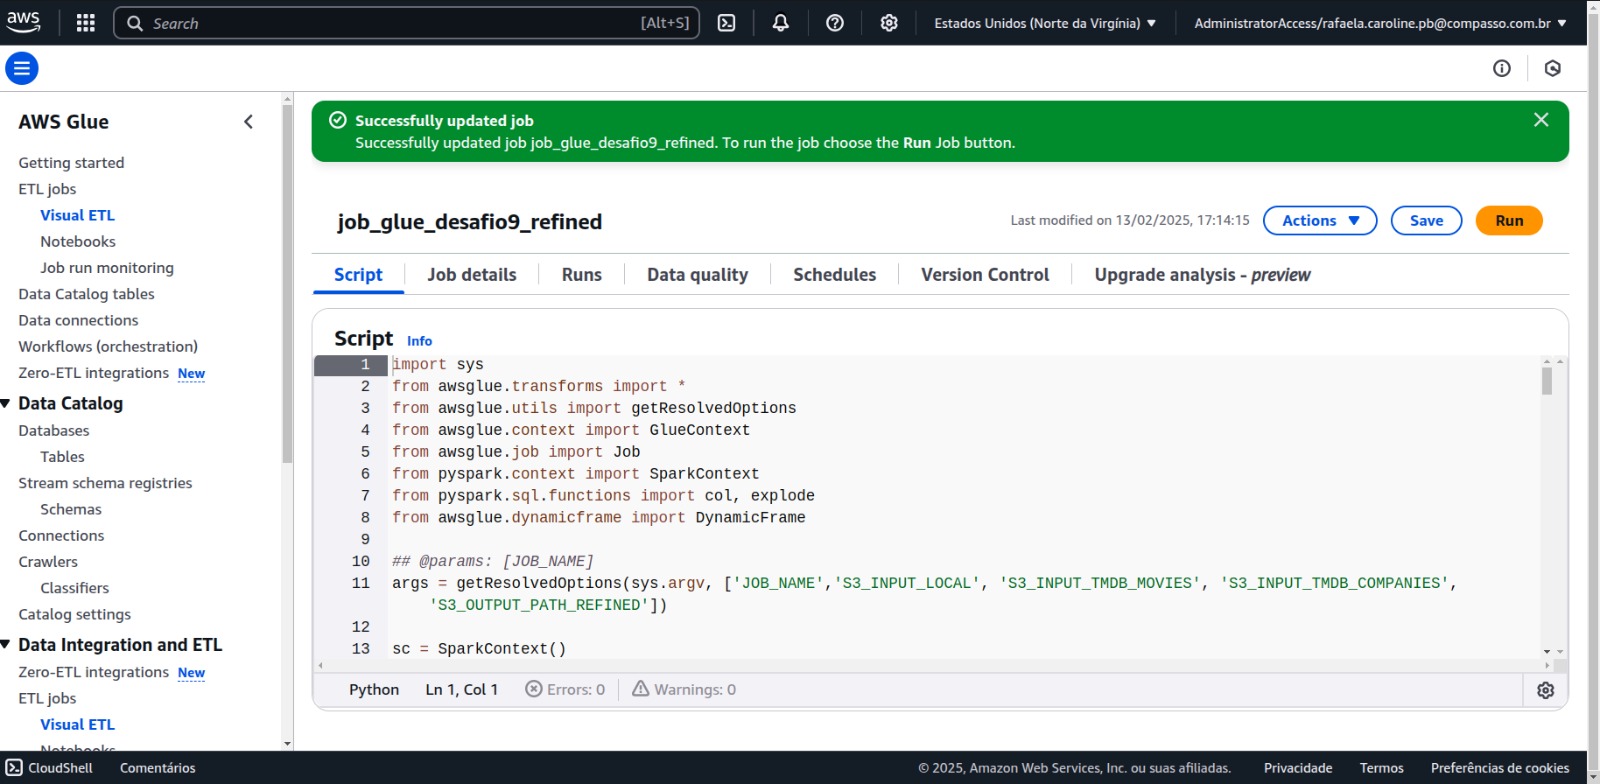 aws
Search [Alt+S]
Estados Unidos (Norte da Virgínia) ▼
AdministratorAccess/rafaela.caroline.pb@compasso.com.br ▼
AWS Glue
Getting started
ETL jobs
Visual ETL
Notebooks
Job run monitoring
Data Catalog tables
Data connections
Workflows (orchestration)
Zero-ETL integrations New
Data Catalog
Databases
Tables
Stream schema registries
Schemas
Connections
Crawlers
Classifiers
Catalog settings
Data Integration and ETL
Zero-ETL integrations New
ETL jobs
Visual ETL
Notebooks
Successfully updated job
Successfully updated job job_glue_desafio9_refined. To run the job choose the Run Job button.
job_glue_desafio9_refined
Last modified on 13/02/2025, 17:14:15
Actions ▼
Save
Run
Script
Job details
Runs
Data quality
Schedules
Version Control
Upgrade analysis - preview
Script Info
1 import sys
2 from awsglue.transforms import *
3 from awsglue.utils import getResolvedOptions
4 from awsglue.context import GlueContext
5 from awsglue.job import Job
6 from pyspark.context import SparkContext
7 from pyspark.sql.functions import col, explode
8 from awsglue.dynamicframe import DynamicFrame
9
10 ## @params: [JOB_NAME]
11 args = getResolvedOptions(sys.argv, ['JOB_NAME','S3_INPUT_LOCAL', 'S3_INPUT_TMDB_MOVIES', 'S3_INPUT_TMDB_COMPANIES',
'S3_OUTPUT_PATH_REFINED'])
12
13 sc = SparkContext()
Python Ln 1, Col 1 Errors: 0 Warnings: 0
CloudShell Comentários
© 2025, Amazon Web Services, Inc. ou suas afiliadas. Privacidade Termos Preferências de cookies